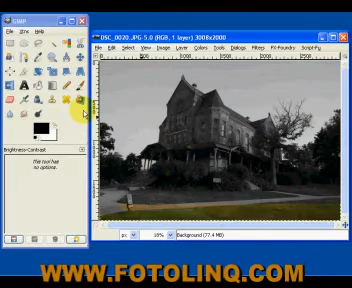 GIMP
File Xtns Help
Brightness-Contrast
This tool has
no options.
DSC_0020.JPG-5.0 (RGB, 1 layer) 3008x2000
File Edit Select View Image Layer Colors Tools Dialogs Filters FX-Foundry Script-Fu
px 18% Background (77.4 MB)
WWW.FOTOLINQ.COM